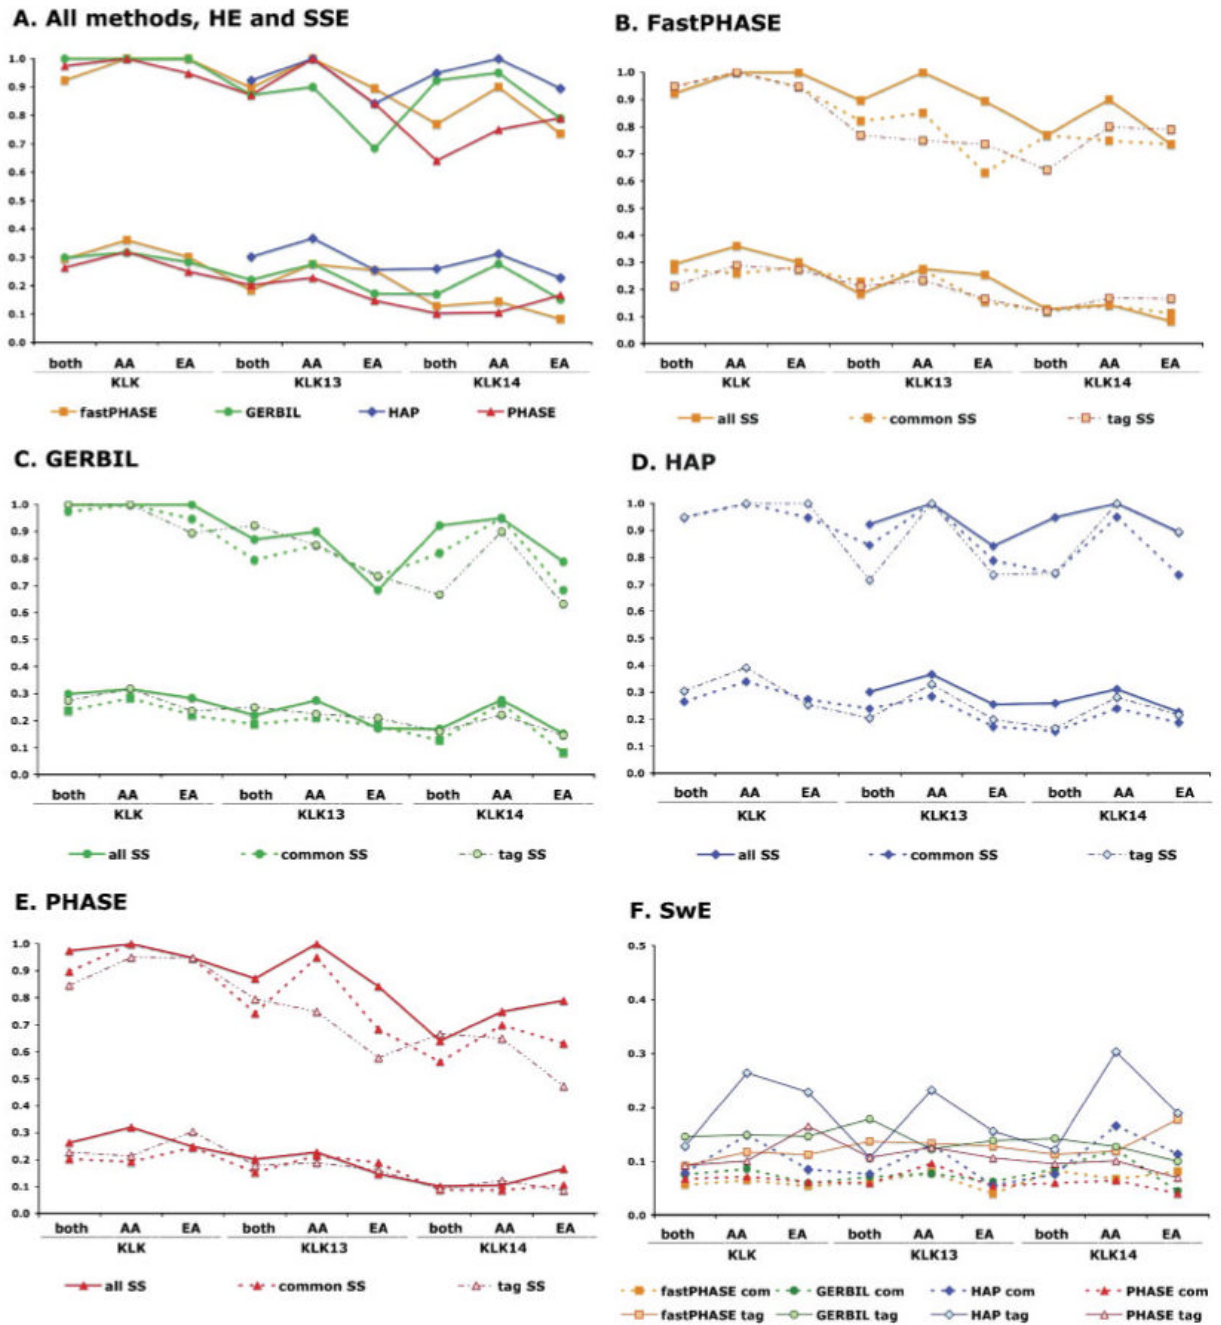 A. All methods, HE and SSE
1.0
0.9
0.8
0.7
0.6
0.5
0.4
0.3
0.2
0.1
0.0
both AA EA both AA EA both AA EA
KLK KLK13 KLK14
fastPHASE GERBIL HAP PHASE
B. FastPHASE
1.0
0.9
0.8
0.7
0.6
0.5
0.4
0.3
0.2
0.1
0.0
both AA EA both AA EA both AA EA
KLK KLK13 KLK14
all SS common SS tag SS
C. GERBIL
1.0
0.9
0.8
0.7
0.6
0.5
0.4
0.3
0.2
0.1
0.0
both AA EA both AA EA both AA EA
KLK KLK13 KLK14
all SS common SS tag SS
D. HAP
1.0
0.9
0.8
0.7
0.6
0.5
0.4
0.3
0.2
0.1
0.0
both AA EA both AA EA both AA EA
KLK KLK13 KLK14
all SS common SS tag SS
E. PHASE
1.0
0.9
0.8
0.7
0.6
0.5
0.4
0.3
0.2
0.1
0.0
both AA EA both AA EA both AA EA
KLK KLK13 KLK14
all SS common SS tag SS
F. SwE
0.5
0.4
0.3
0.2
0.1
0.0
both AA EA both AA EA both AA EA
KLK KLK13 KLK14
fastPHASE com GERBIL com HAP com PHASE com
fastPHASE tag GERBIL tag HAP tag PHASE tag